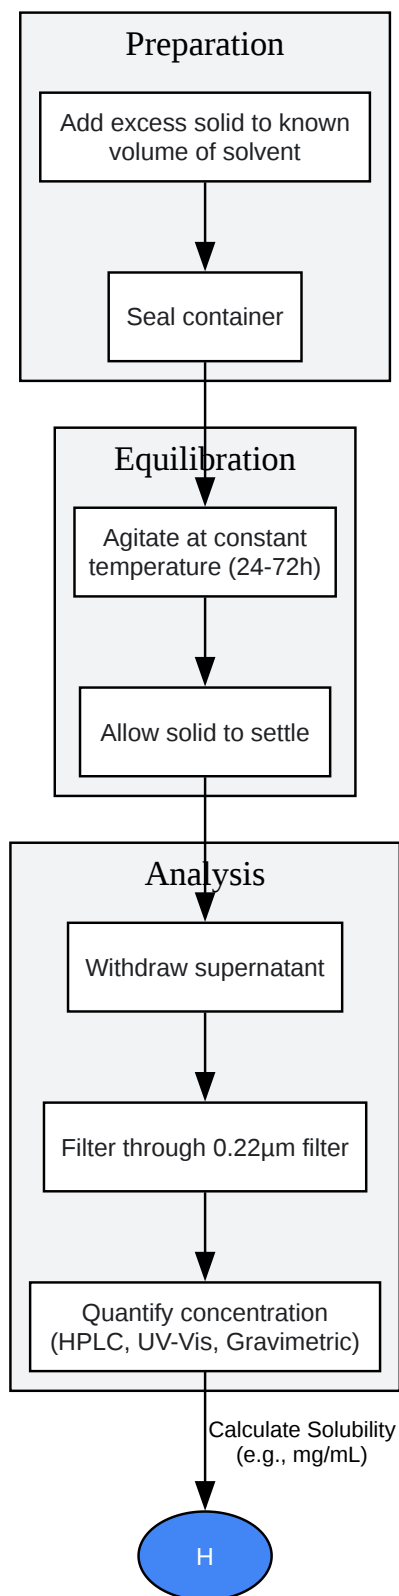 Preparation
Add excess solid to known
volume of solvent
Seal container
Equilibration
Agitate at constant
temperature (24-72h)
Allow solid to settle
Analysis
Withdraw supernatant
Filter through 0.22µm filter
Quantify concentration
(HPLC, UV-Vis, Gravimetric)
Calculate Solubility
(e.g., mg/mL)
H